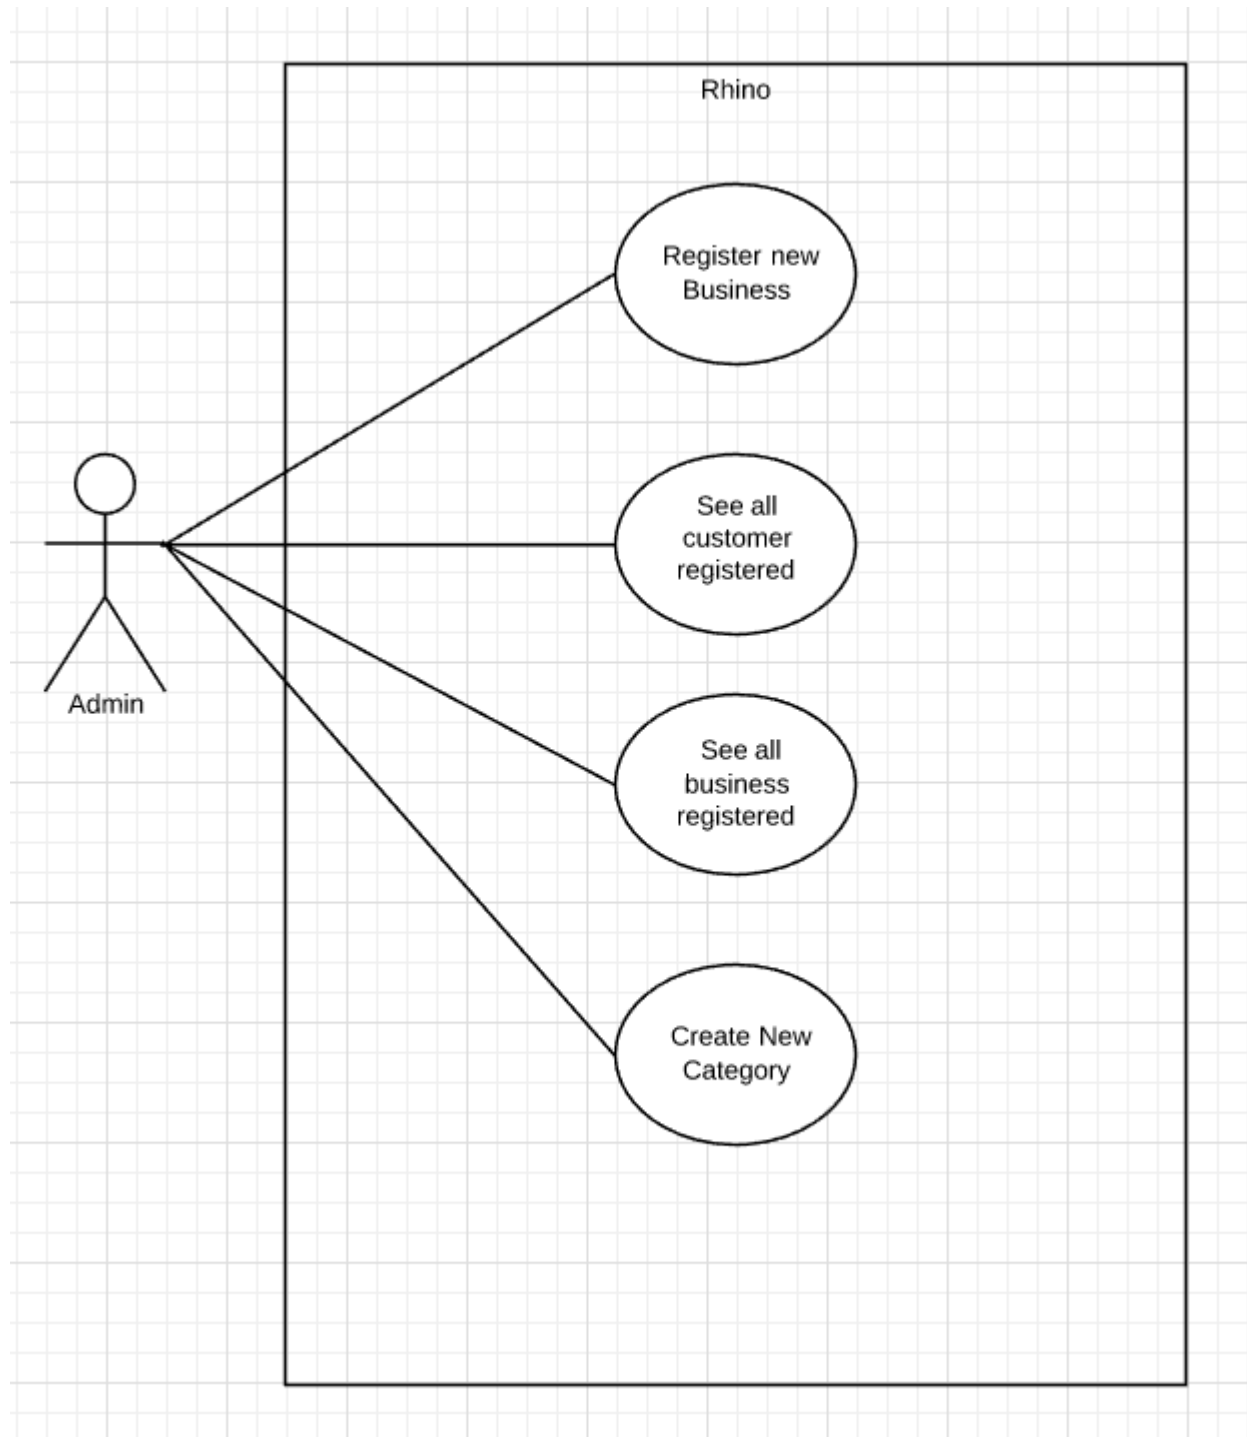 Rhino
Register new
Business
See all
customer
registered
Admin
See all
business
registered
Create New
Category